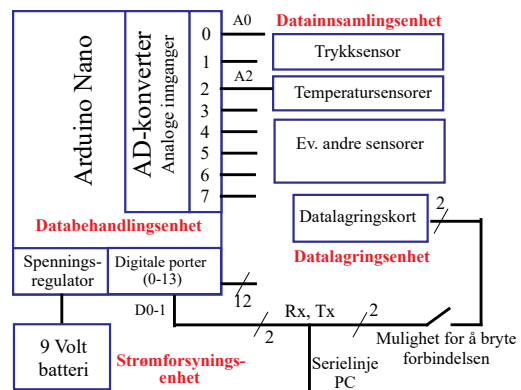 Arduino Nano
AD-konverter
Analoge innganger
0
1
2
3
4
5
6
7
A0
A2
Datainnsamlingsenhet
Trykksensor
Temperatursensorer
Ev. andre sensorer
Databehandlingsenhet
Datalagringskort
2
Datalagringsenhet
Spennings-
regulator
Digitale porter
(0-13)
12
D0-1
Rx, Tx
2
2
Mulighet for å bryte
forbindelsen
9 Volt
batteri
Strømforsynings-
enhet
Serielinje
PC